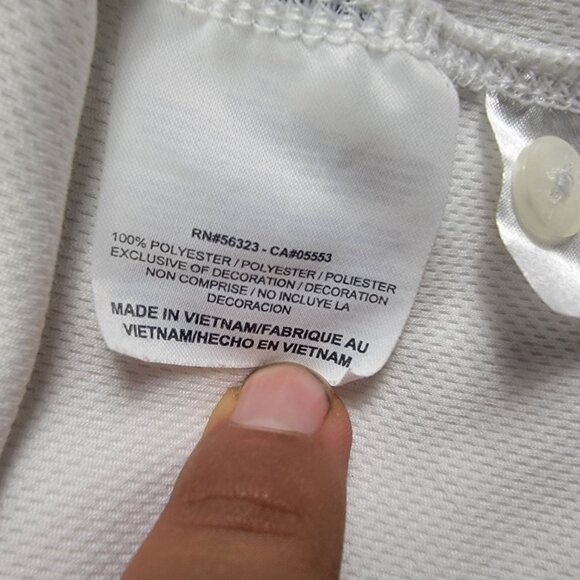 RN#56323 - CA#05553
100% POLYESTER / POLYESTER / POLIESTER
EXCLUSIVE OF DECORATION / DECORATION
NON COMPRISE / NO INCLUYE LA
DECORACION
MADE IN VIETNAM/FABRIQUE AU
VIETNAM/HECHO EN VIETNAM